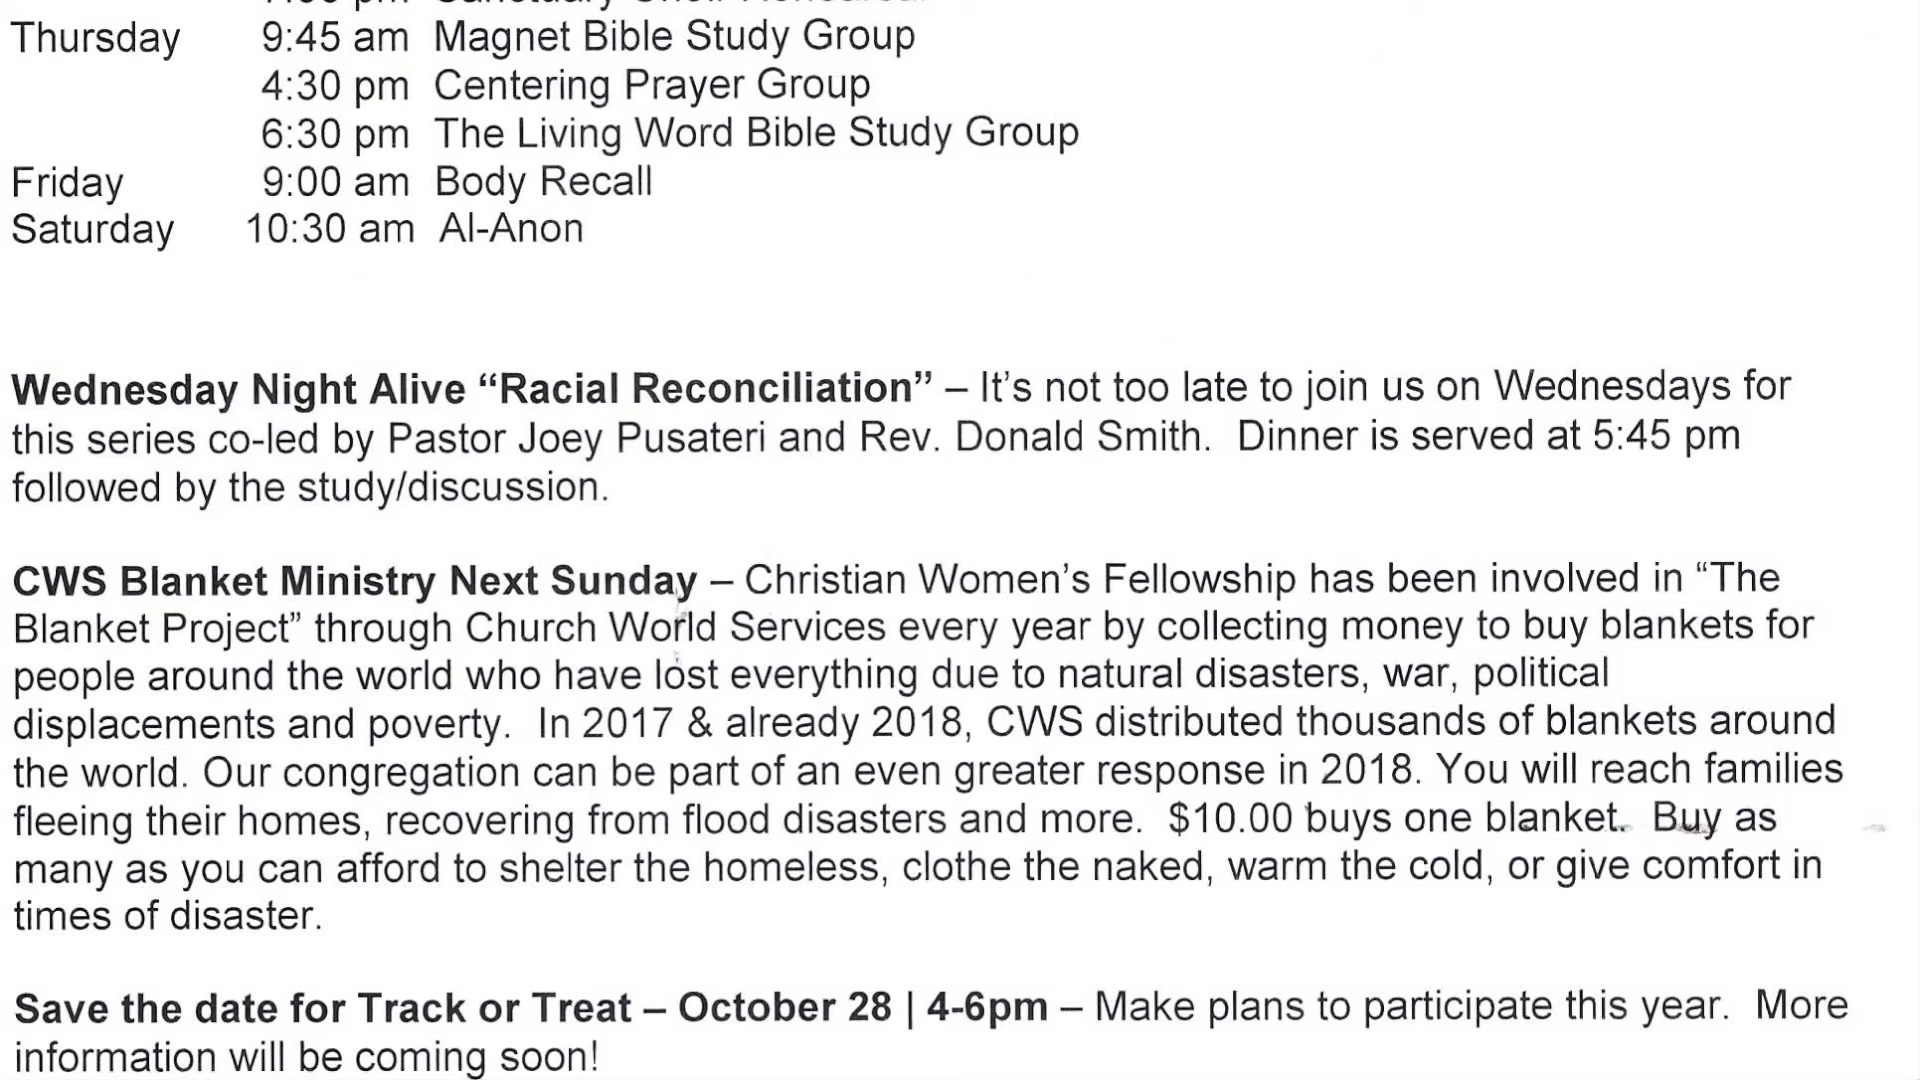 Thursday 9:45 am Magnet Bible Study Group
4:30 pm Centering Prayer Group
6:30 pm The Living Word Bible Study Group
Friday 9:00 am Body Recall
Saturday 10:30 am Al-Anon
Wednesday Night Alive “Racial Reconciliation” – It’s not too late to join us on Wednesdays for
this series co-led by Pastor Joey Pusateri and Rev. Donald Smith. Dinner is served at 5:45 pm
followed by the study/discussion.
CWS Blanket Ministry Next Sunday – Christian Women’s Fellowship has been involved in “The
Blanket Project” through Church World Services every year by collecting money to buy blankets for
people around the world who have lost everything due to natural disasters, war, political
displacements and poverty. In 2017 & already 2018, CWS distributed thousands of blankets around
the world. Our congregation can be part of an even greater response in 2018. You will reach families
fleeing their homes, recovering from flood disasters and more. $10.00 buys one blanket. Buy as
many as you can afford to shelter the homeless, clothe the naked, warm the cold, or give comfort in
times of disaster.
Save the date for Track or Treat – October 28 | 4-6pm – Make plans to participate this year. More
information will be coming soon!